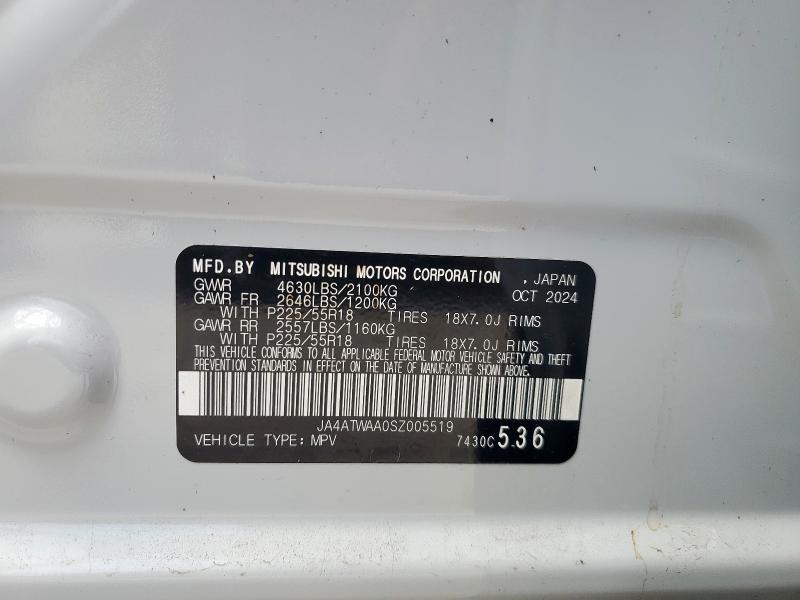 MFD.BY MITSUBISHI MOTORS CORPORATION , JAPAN
GVWR 4630LBS/2100KG OCT 2024
GAWR FR 2646LBS/1200KG
WITH P225/55R18 TIRES 18X7.0J RIMS
GAWR RR 2557LBS/1160KG
WITH P225/55R18 TIRES 18X7.0J RIMS
THIS VEHICLE CONFORMS TO ALL APPLICABLE FEDERAL MOTOR VEHICLE SAFETY AND THEFT
PREVENTION STANDARDS IN EFFECT ON THE DATE OF MANUFACTURE SHOWN ABOVE.
JA4ATWAA0SZ005519
VEHICLE TYPE: MPV 7430C 536